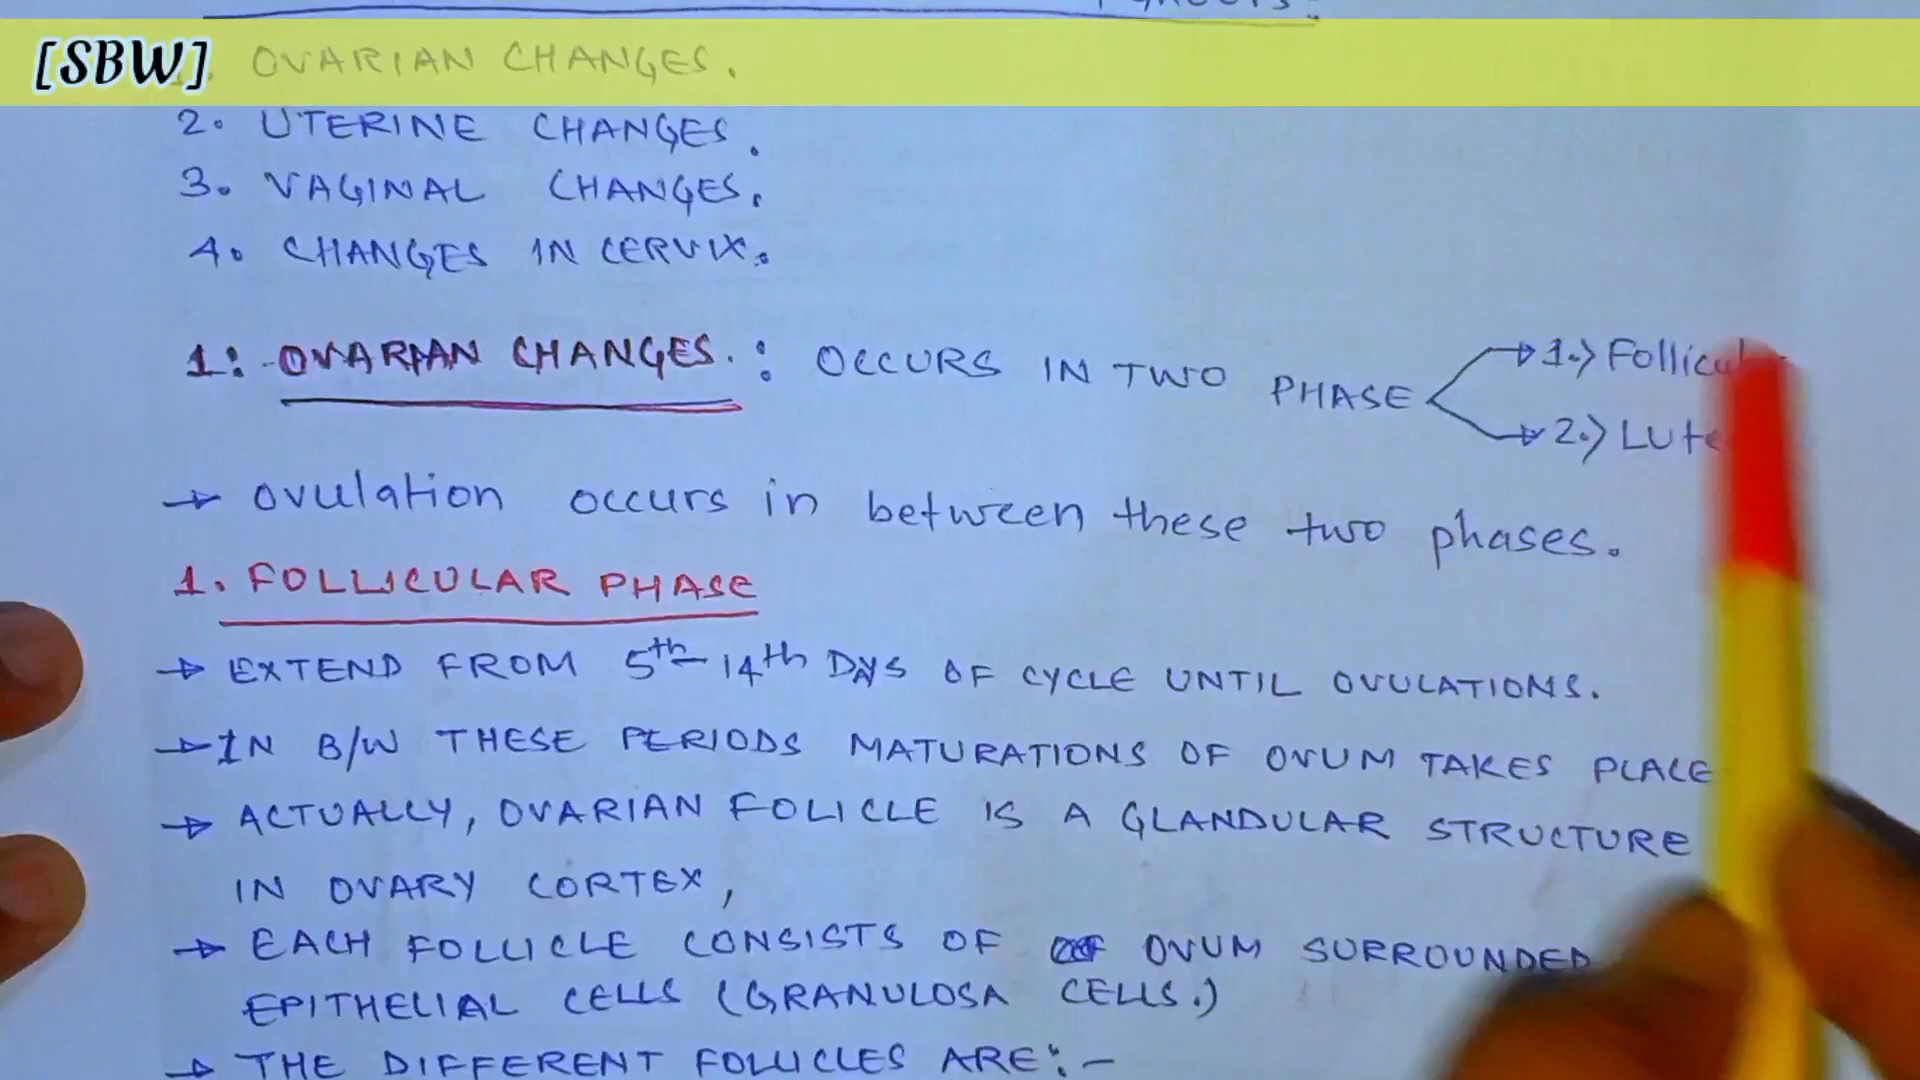 [SBW]
. OVARIAN CHANGES.
2. UTERINE CHANGES.
3. VAGINAL CHANGES.
4. CHANGES IN CERVIX.
1: OVARIAN CHANGES. : OCCURS IN TWO PHASE
1.)
2.)
→ ovulation occurs in between these two phases.
1. FOLLICULAR PHASE
→ EXTEND FROM 5th-14th DAYS OF CYCLE UNTIL OVULATIONS.
→ IN B/W THESE PERIODS MATURATIONS OF OVUM TAKES PLACE
→ ACTUALLY, OVARIAN FOLICLE IS A GLANDULAR STRUCTURE
IN OVARY CORTEX,
→ EACH FOLLICLE CONSISTS OF OVUM SURROUNDED
EPITHELIAL CELLS (GRANULOSA CELLS.)
→ THE DIFFERENT FOLLICLES ARE:-